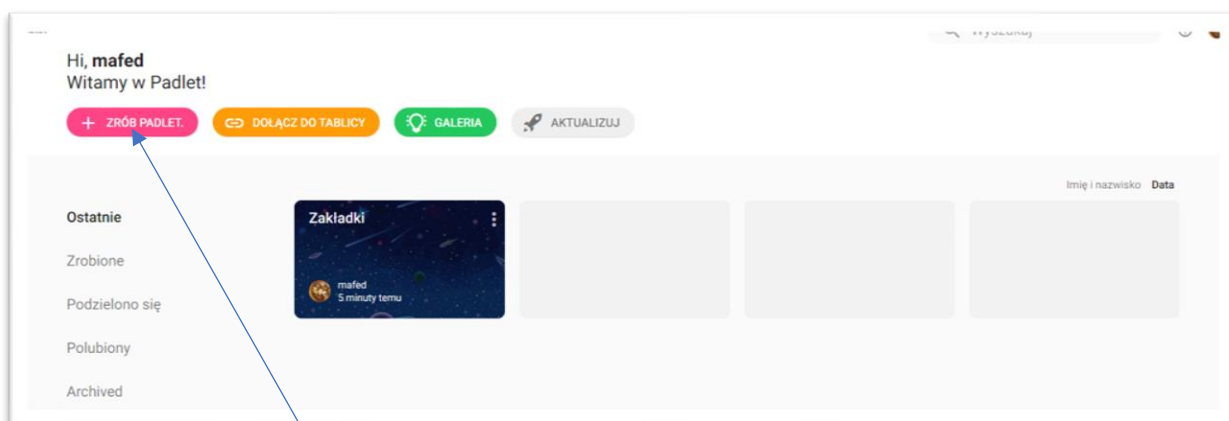 Hi, mafed
Witamy w Padlet!
+ ZRÓB PADLET. DOŁĄCZ DO TABLICY GALERIA AKTUALIZUJ
Imię i nazwisko Data
Ostatnie
Zrobione
Podzielono się
Polubiony
Archived
Zakładki
mafed
5 minuty temu